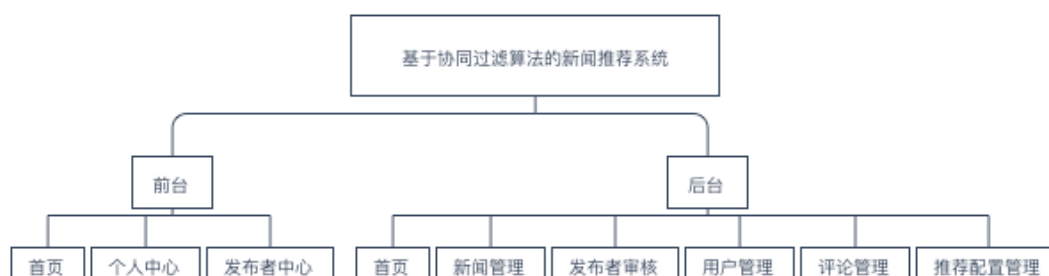 基于协同过滤算法的新闻推荐系统
前台
后台
首页
个人中心
发布者中心
首页
新闻管理
发布者审核
用户管理
评论管理
推荐配置管理